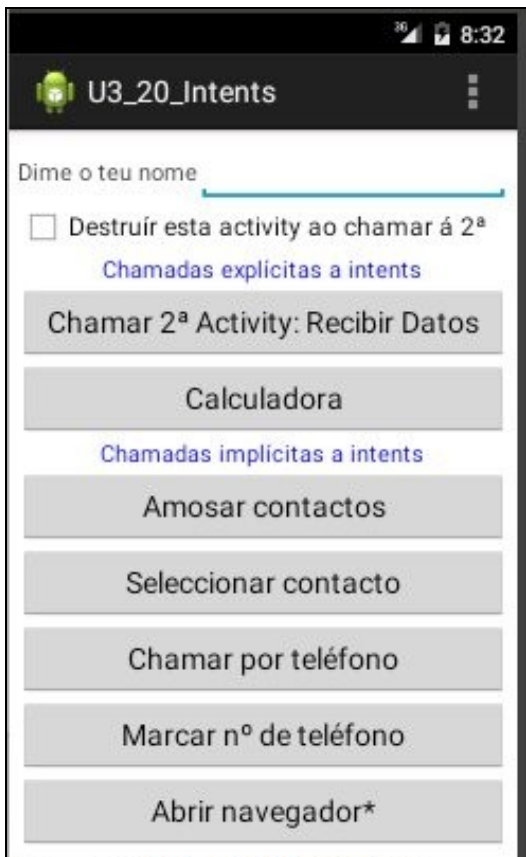 3G 8:32
U3_20_Intents
Dime o teu nome
Destruír esta activity ao chamar á 2ª
Chamadas explícitas a intents
Chamar 2ª Activity: Recibir Datos
Calculadora
Chamadas implícitas a intents
Amosar contactos
Seleccionar contacto
Chamar por teléfono
Marcar nº de teléfono
Abrir navegador*